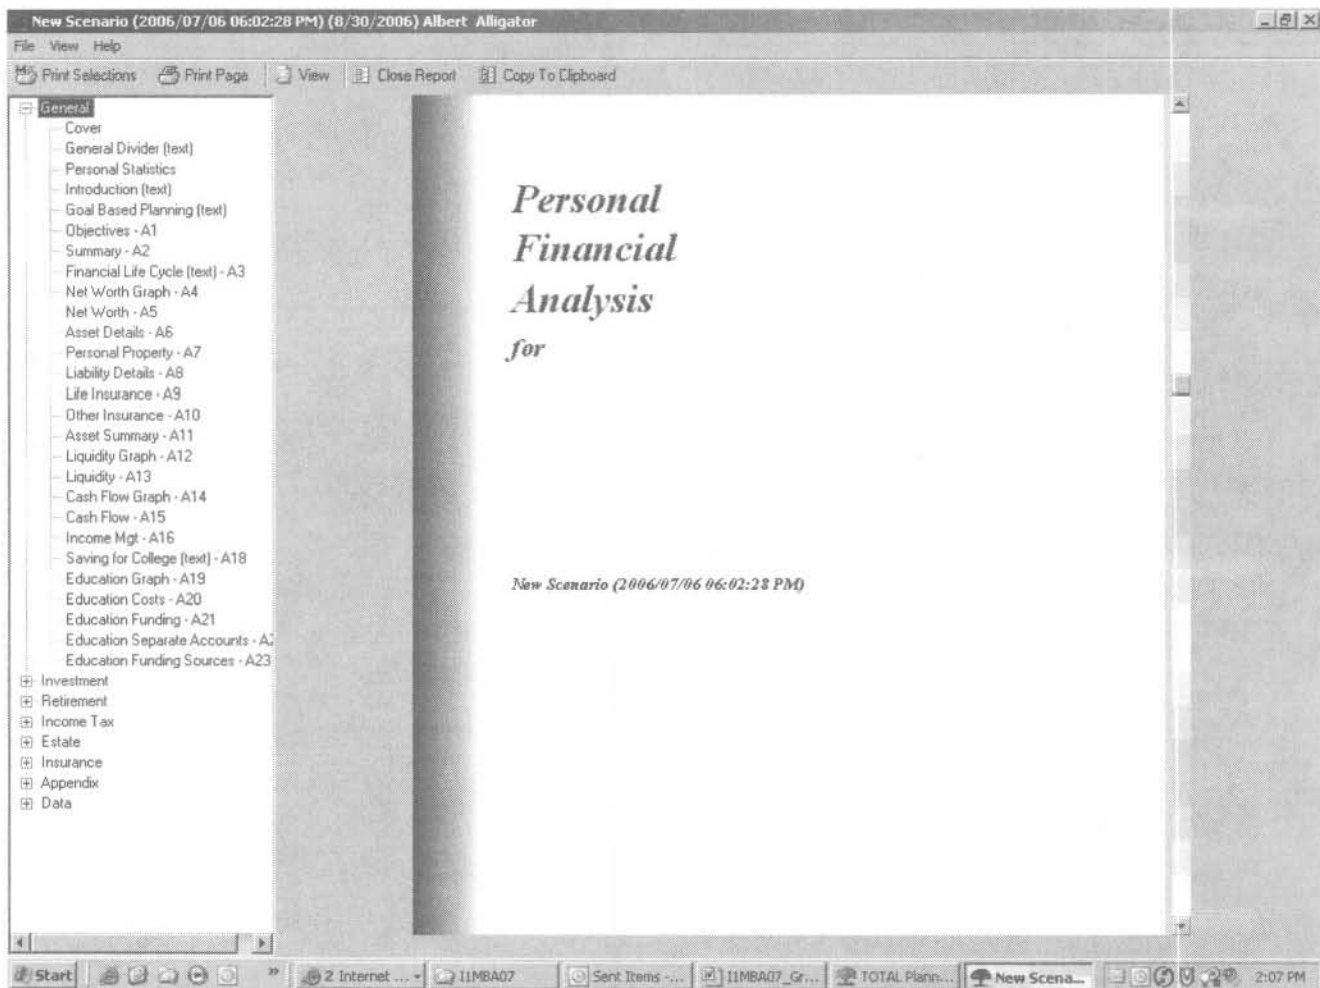 New Scenario (2006/07/06 06:02:28 PM) (8/30/2006) Albert Alligator
File View Help
Print Selections Print Page View Close Report Copy To Clipboard
General
Cover
General Divider (text)
Personal Statistics
Introduction (text)
Goal Based Planning (text)
Objectives - A1
Summary - A2
Financial Life Cycle (text) - A3
Net Worth Graph - A4
Net Worth - A5
Asset Details - A6
Personal Property - A7
Liability Details - A8
Life Insurance - A9
Other Insurance - A10
Asset Summary - A11
Liquidity Graph - A12
Liquidity - A13
Cash Flow Graph - A14
Cash Flow - A15
Income Mgt - A16
Saving for College (text) - A18
Education Graph - A19
Education Costs - A20
Education Funding - A21
Education Separate Accounts - A2
Education Funding Sources - A23
Investment
Retirement
Income Tax
Estate
Insurance
Appendix
Data
Personal
Financial
Analysis
for
New Scenario (2006/07/06 06:02:28 PM)
Start » 2 Internet ... I1MBA07 Sent Items -... I1MBA07_Gr... TOTAL Plann... New Scena... 2:07 PM